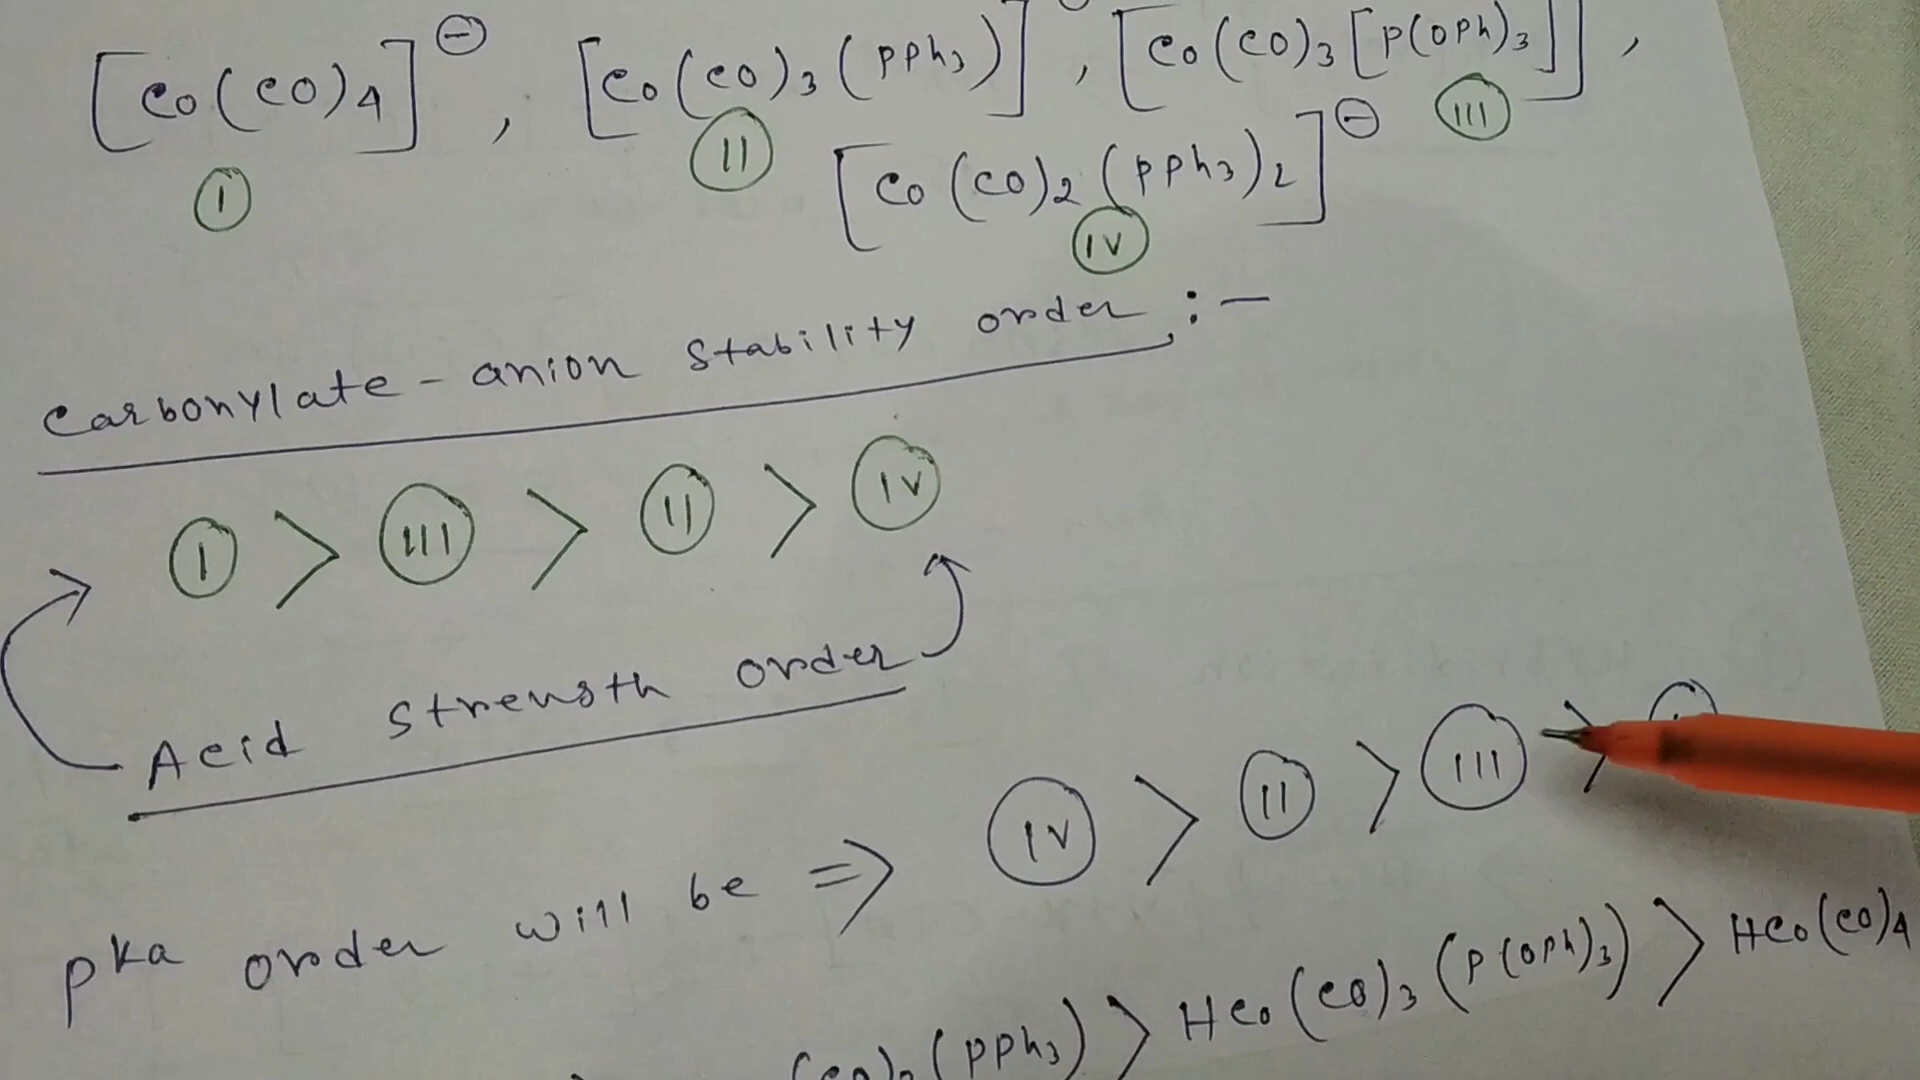 [Co(CO)4]⊖, [Co(CO)3(pph3)], [Co(CO)3[P(OPh)3]],
I II III
[Co(CO)2(pph3)2]⊖
IV
Carbonylate-anion stability order :-
I > III > II > IV
Acid strength order
pka order will be ⇒ IV > II > III >
(CO)3(pph3) > HCo(CO)3(P(OPh)3) > HCo(CO)4